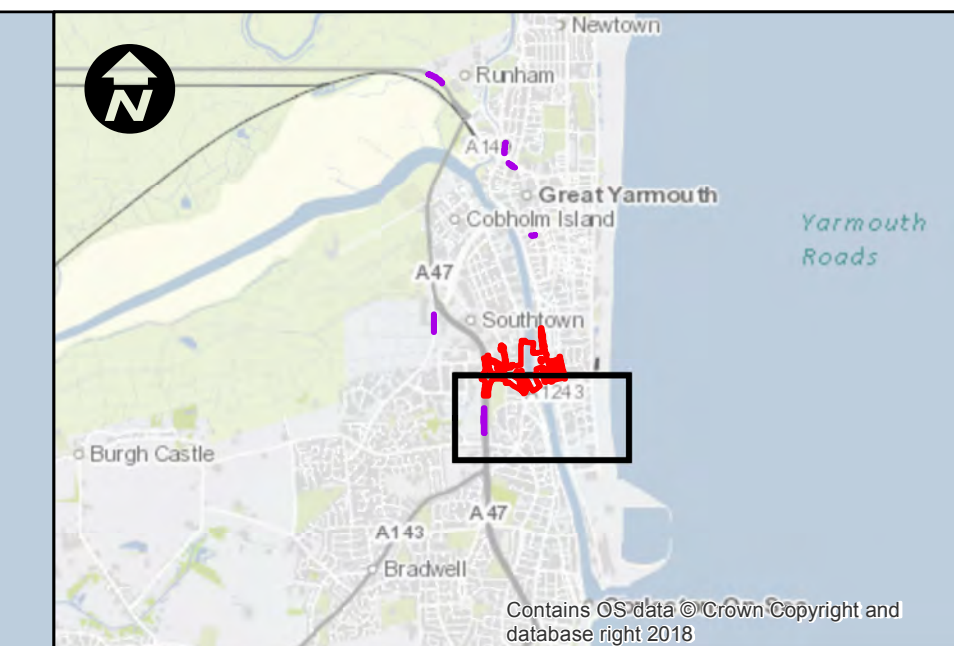 Newtown
N
Runham
A149
Great Yarmouth
Cobholm Island
Yarmouth
Roads
A47
Southtown
A1243
Burgh Castle
A143
A47
Bradwell
Contains OS data © Crown Copyright and
database right 2018